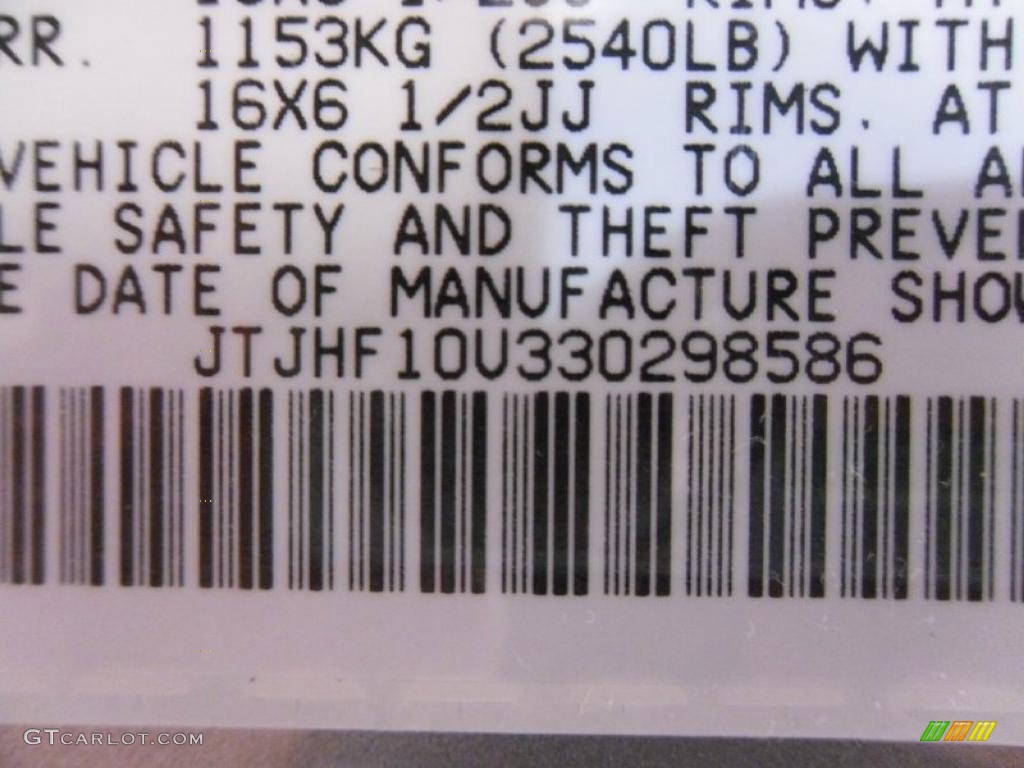 RR. 1153KG (2540LB) WITH
16X6 1/2JJ RIMS. AT
VEHICLE CONFORMS TO ALL A
LE SAFETY AND THEFT PREVE
E DATE OF MANUFACTURE SHOW
JTJHF10U330298586
GTCARLOT.COM